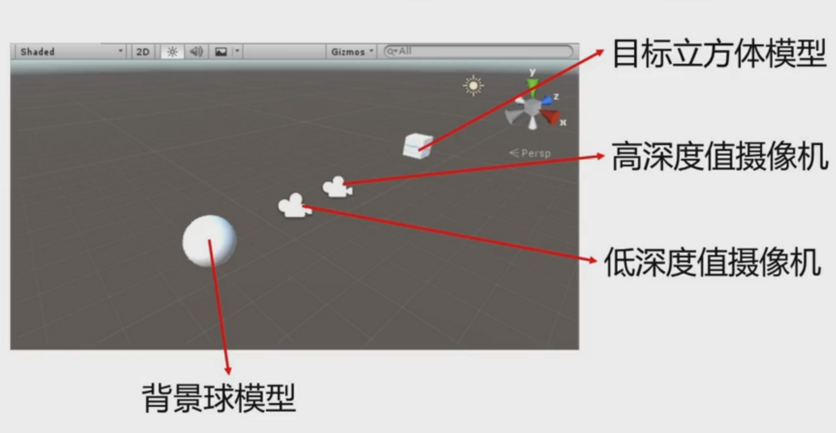 Shaded
2D
Gizmos
All
目标立方体模型
y
z
x
Persp
高深度值摄像机
低深度值摄像机
背景球模型